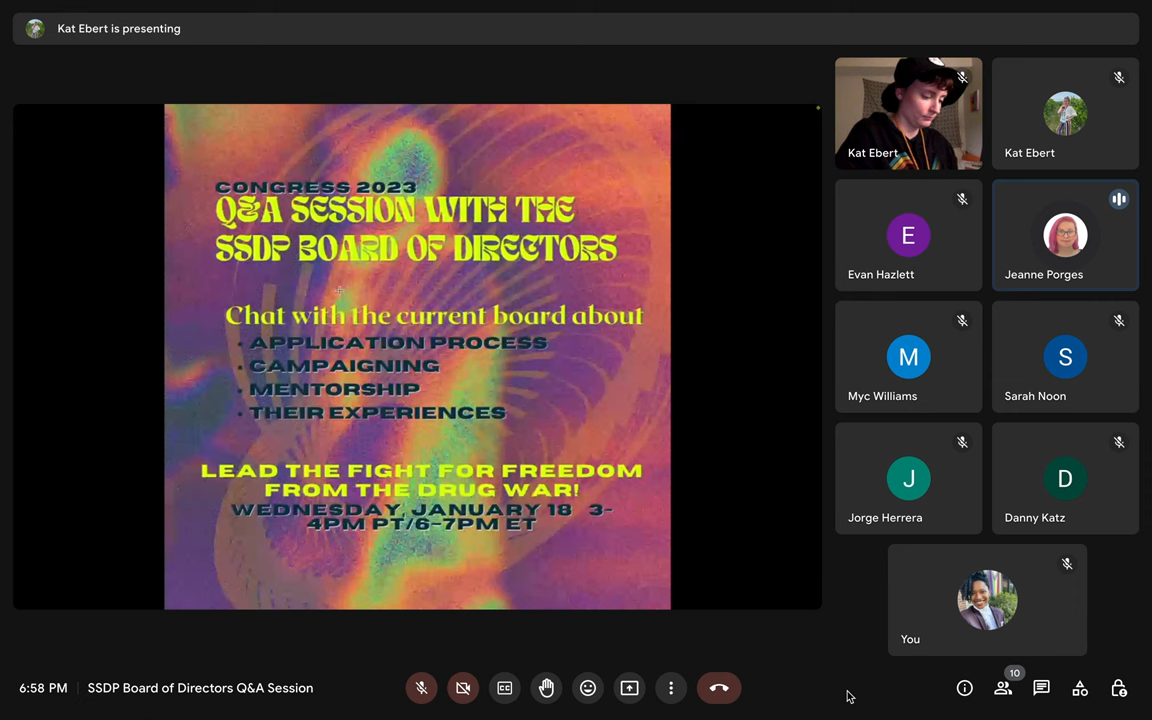 Kat Ebert is presenting
CONGRESS 2023
Q&A SESSION WITH THE
SSDP BOARD OF DIRECTORS
Chat with the current board about
· APPLICATION PROCESS
· CAMPAIGNING
· MENTORSHIP
· THEIR EXPERIENCES
LEAD THE FIGHT FOR FREEDOM
FROM THE DRUG WAR!
WEDNESDAY, JANUARY 18 3-
4PM PT/6-7PM ET
Kat Ebert
Kat Ebert
E
Evan Hazlett
Jeanne Porges
M
Myc Williams
S
Sarah Noon
J
Jorge Herrera
D
Danny Katz
You
6:58 PM | SSDP Board of Directors Q&A Session
CC
10